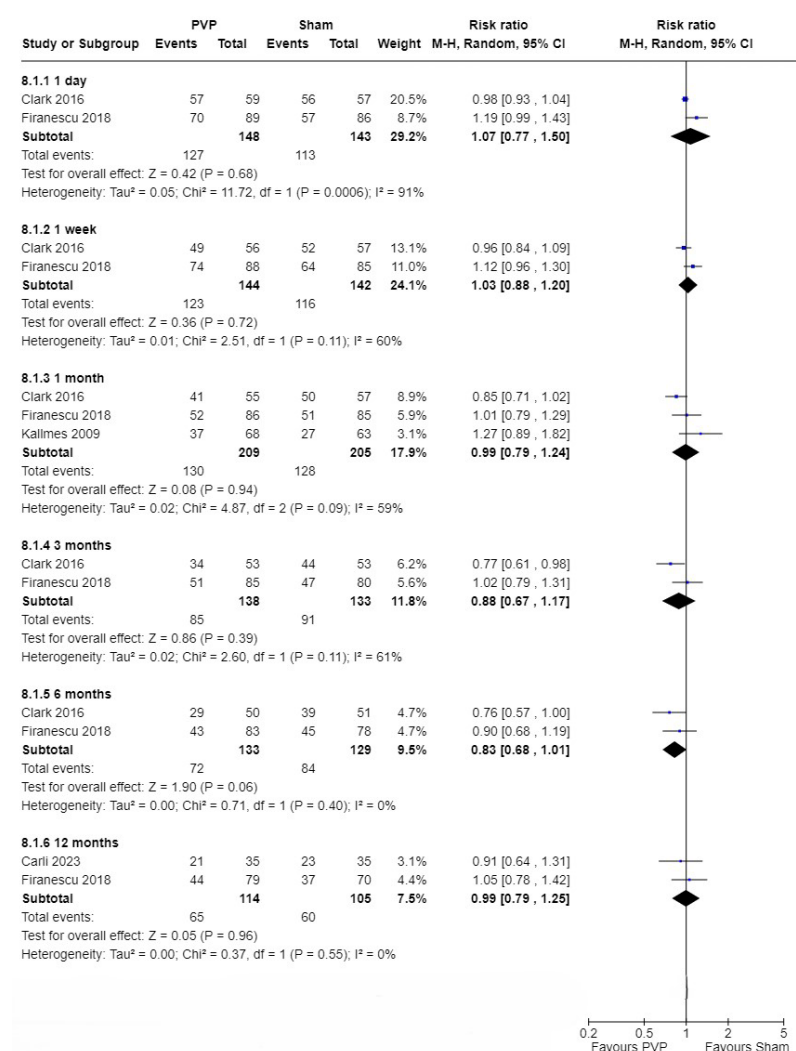 PVP Sham Risk ratio Risk ratio
Study or Subgroup Events Total Events Total Weight M-H, Random, 95% CI M-H, Random, 95% CI
8.1.1 1 day
Clark 2016 57 59 56 57 20.5% 0.98 [0.93 , 1.04]
Firanescu 2018 70 89 57 86 8.7% 1.19 [0.99 , 1.43]
Subtotal 148 143 29.2% 1.07 [0.77 , 1.50]
Total events: 127 113
Test for overall effect: Z = 0.42 (P = 0.68)
Heterogeneity: Tau² = 0.05; Chi² = 11.72, df = 1 (P = 0.0006); I² = 91%
8.1.2 1 week
Clark 2016 49 56 52 57 13.1% 0.96 [0.84 , 1.09]
Firanescu 2018 74 88 64 85 11.0% 1.12 [0.96 , 1.30]
Subtotal 144 142 24.1% 1.03 [0.88 , 1.20]
Total events: 123 116
Test for overall effect: Z = 0.36 (P = 0.72)
Heterogeneity: Tau² = 0.01; Chi² = 2.51, df = 1 (P = 0.11); I² = 60%
8.1.3 1 month
Clark 2016 41 55 50 57 8.9% 0.85 [0.71 , 1.02]
Firanescu 2018 52 86 51 85 5.9% 1.01 [0.79 , 1.29]
Kallmes 2009 37 68 27 63 3.1% 1.27 [0.89 , 1.82]
Subtotal 209 205 17.9% 0.99 [0.79 , 1.24]
Total events: 130 128
Test for overall effect: Z = 0.08 (P = 0.94)
Heterogeneity: Tau² = 0.02; Chi² = 4.87, df = 2 (P = 0.09); I² = 59%
8.1.4 3 months
Clark 2016 34 53 44 53 6.2% 0.77 [0.61 , 0.98]
Firanescu 2018 51 85 47 80 5.6% 1.02 [0.79 , 1.31]
Subtotal 138 133 11.8% 0.88 [0.67 , 1.17]
Total events: 85 91
Test for overall effect: Z = 0.86 (P = 0.39)
Heterogeneity: Tau² = 0.02; Chi² = 2.60, df = 1 (P = 0.11); I² = 61%
8.1.5 6 months
Clark 2016 29 50 39 51 4.7% 0.76 [0.57 , 1.00]
Firanescu 2018 43 83 45 78 4.8% 0.90 [0.68 , 1.19]
Subtotal 133 129 9.5% 0.83 [0.68 , 1.01]
Total events: 72 84
Test for overall effect: Z = 1.90 (P = 0.06)
Heterogeneity: Tau² = 0.00; Chi² = 0.71, df = 1 (P = 0.40); I² = 0%
8.1.6 12 months
Carli 2023 21 35 23 35 3.1% 0.91 [0.64 , 1.31]
Firanescu 2018 44 79 37 70 4.4% 1.05 [0.78 , 1.42]
Subtotal 114 105 7.5% 0.99 [0.79 , 1.25]
Total events: 65 60
Test for overall effect: Z = 0.05 (P = 0.96)
Heterogeneity: Tau² = 0.00; Chi² = 0.37, df = 1 (P = 0.55); I² = 0%
0.2 0.5 1 2 5
Favours PVP Favours Sham